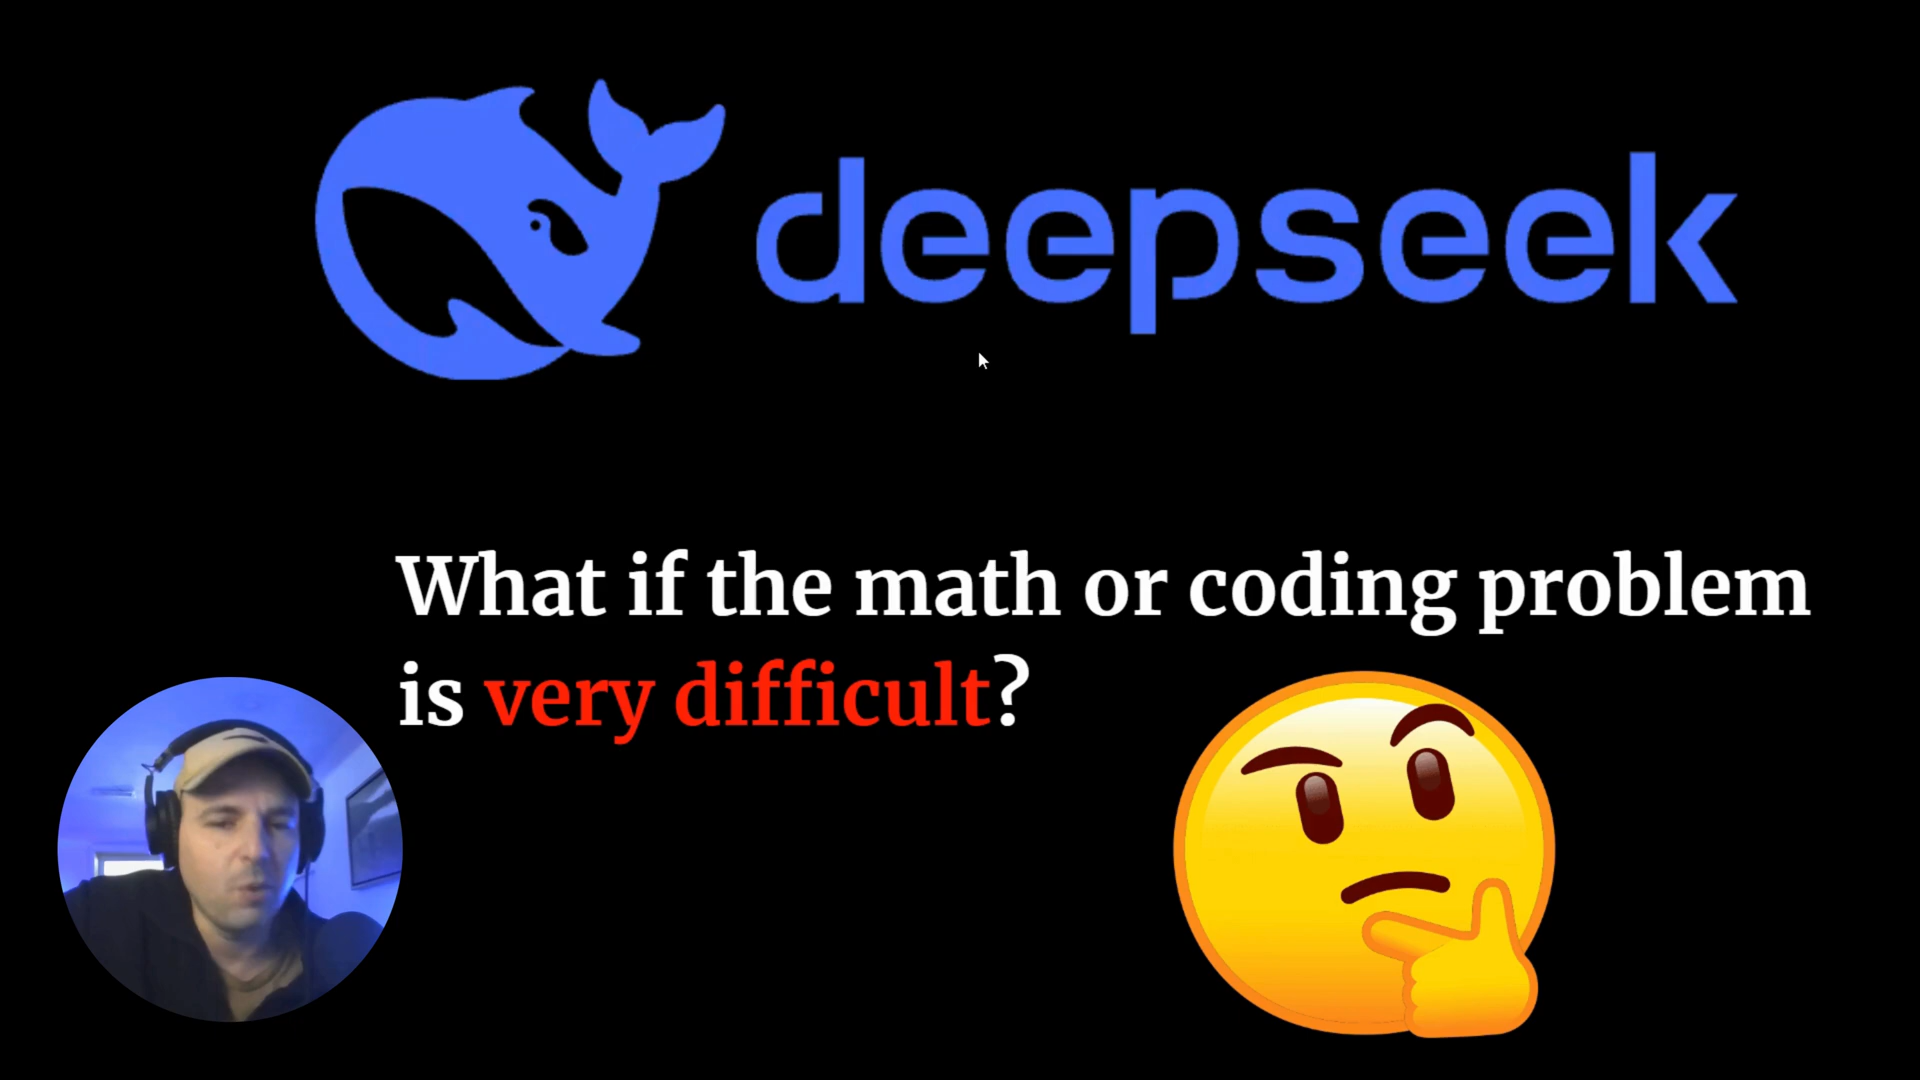 deepseek
What if the math or coding problem
is very difficult?